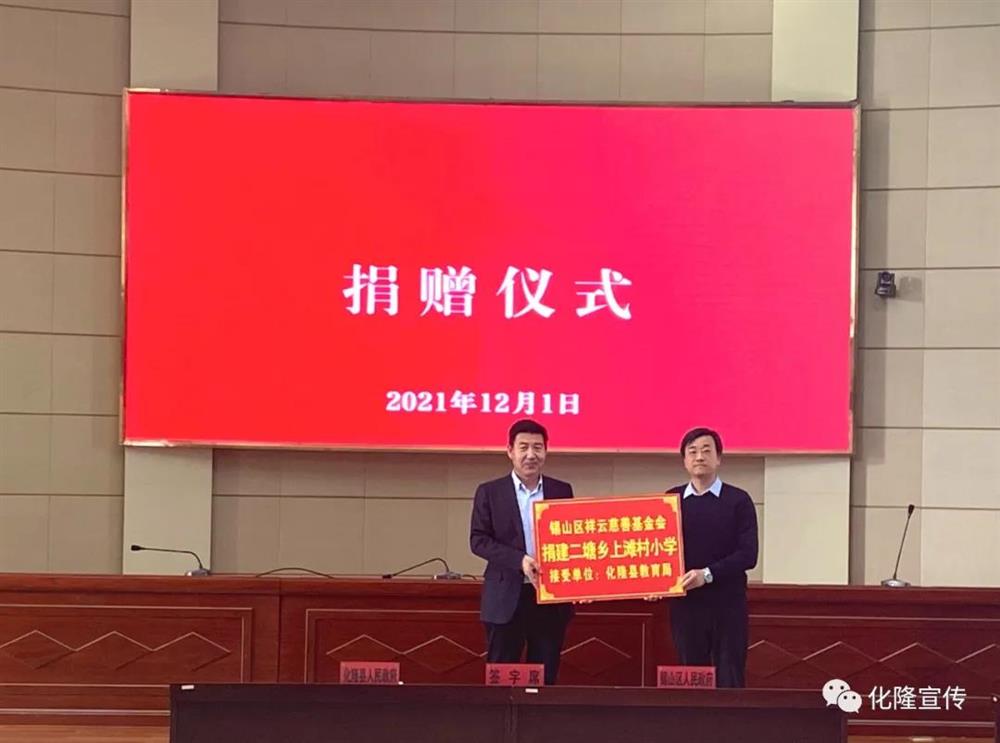 捐赠仪式
2021年12月1日
锡山区祥云慈善基金会
捐建二塘乡上滩村小学
接受单位：化隆县教育局
化隆县人民政府
签字席
锡山区人民政府
化隆宣传